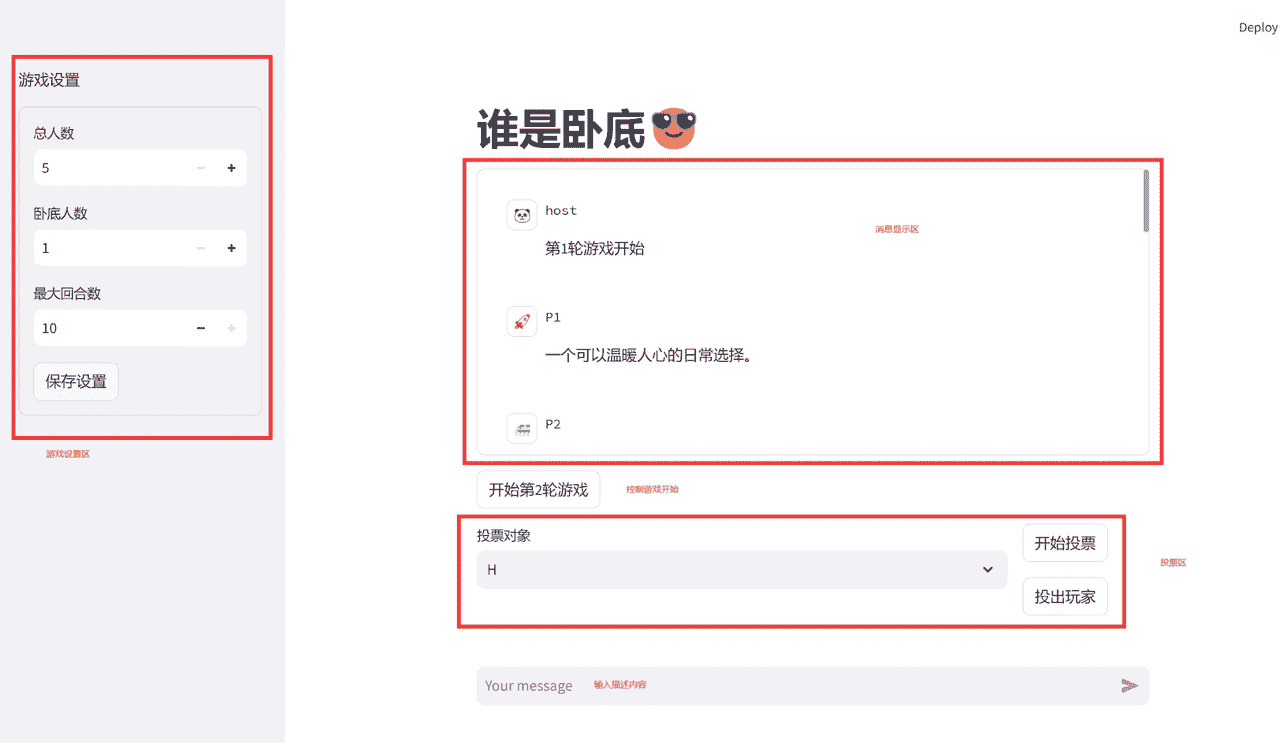 Deploy
游戏设置
总人数
5
卧底人数
1
最大回合数
10
保存设置
游戏设置区
谁是卧底
host
消息显示区
第1轮游戏开始
P1
一个可以温暖人心的日常选择。
P2
开始第2轮游戏
控制游戏开始
投票对象
H
开始投票
投出玩家
投票区
Your message
输入描述内容